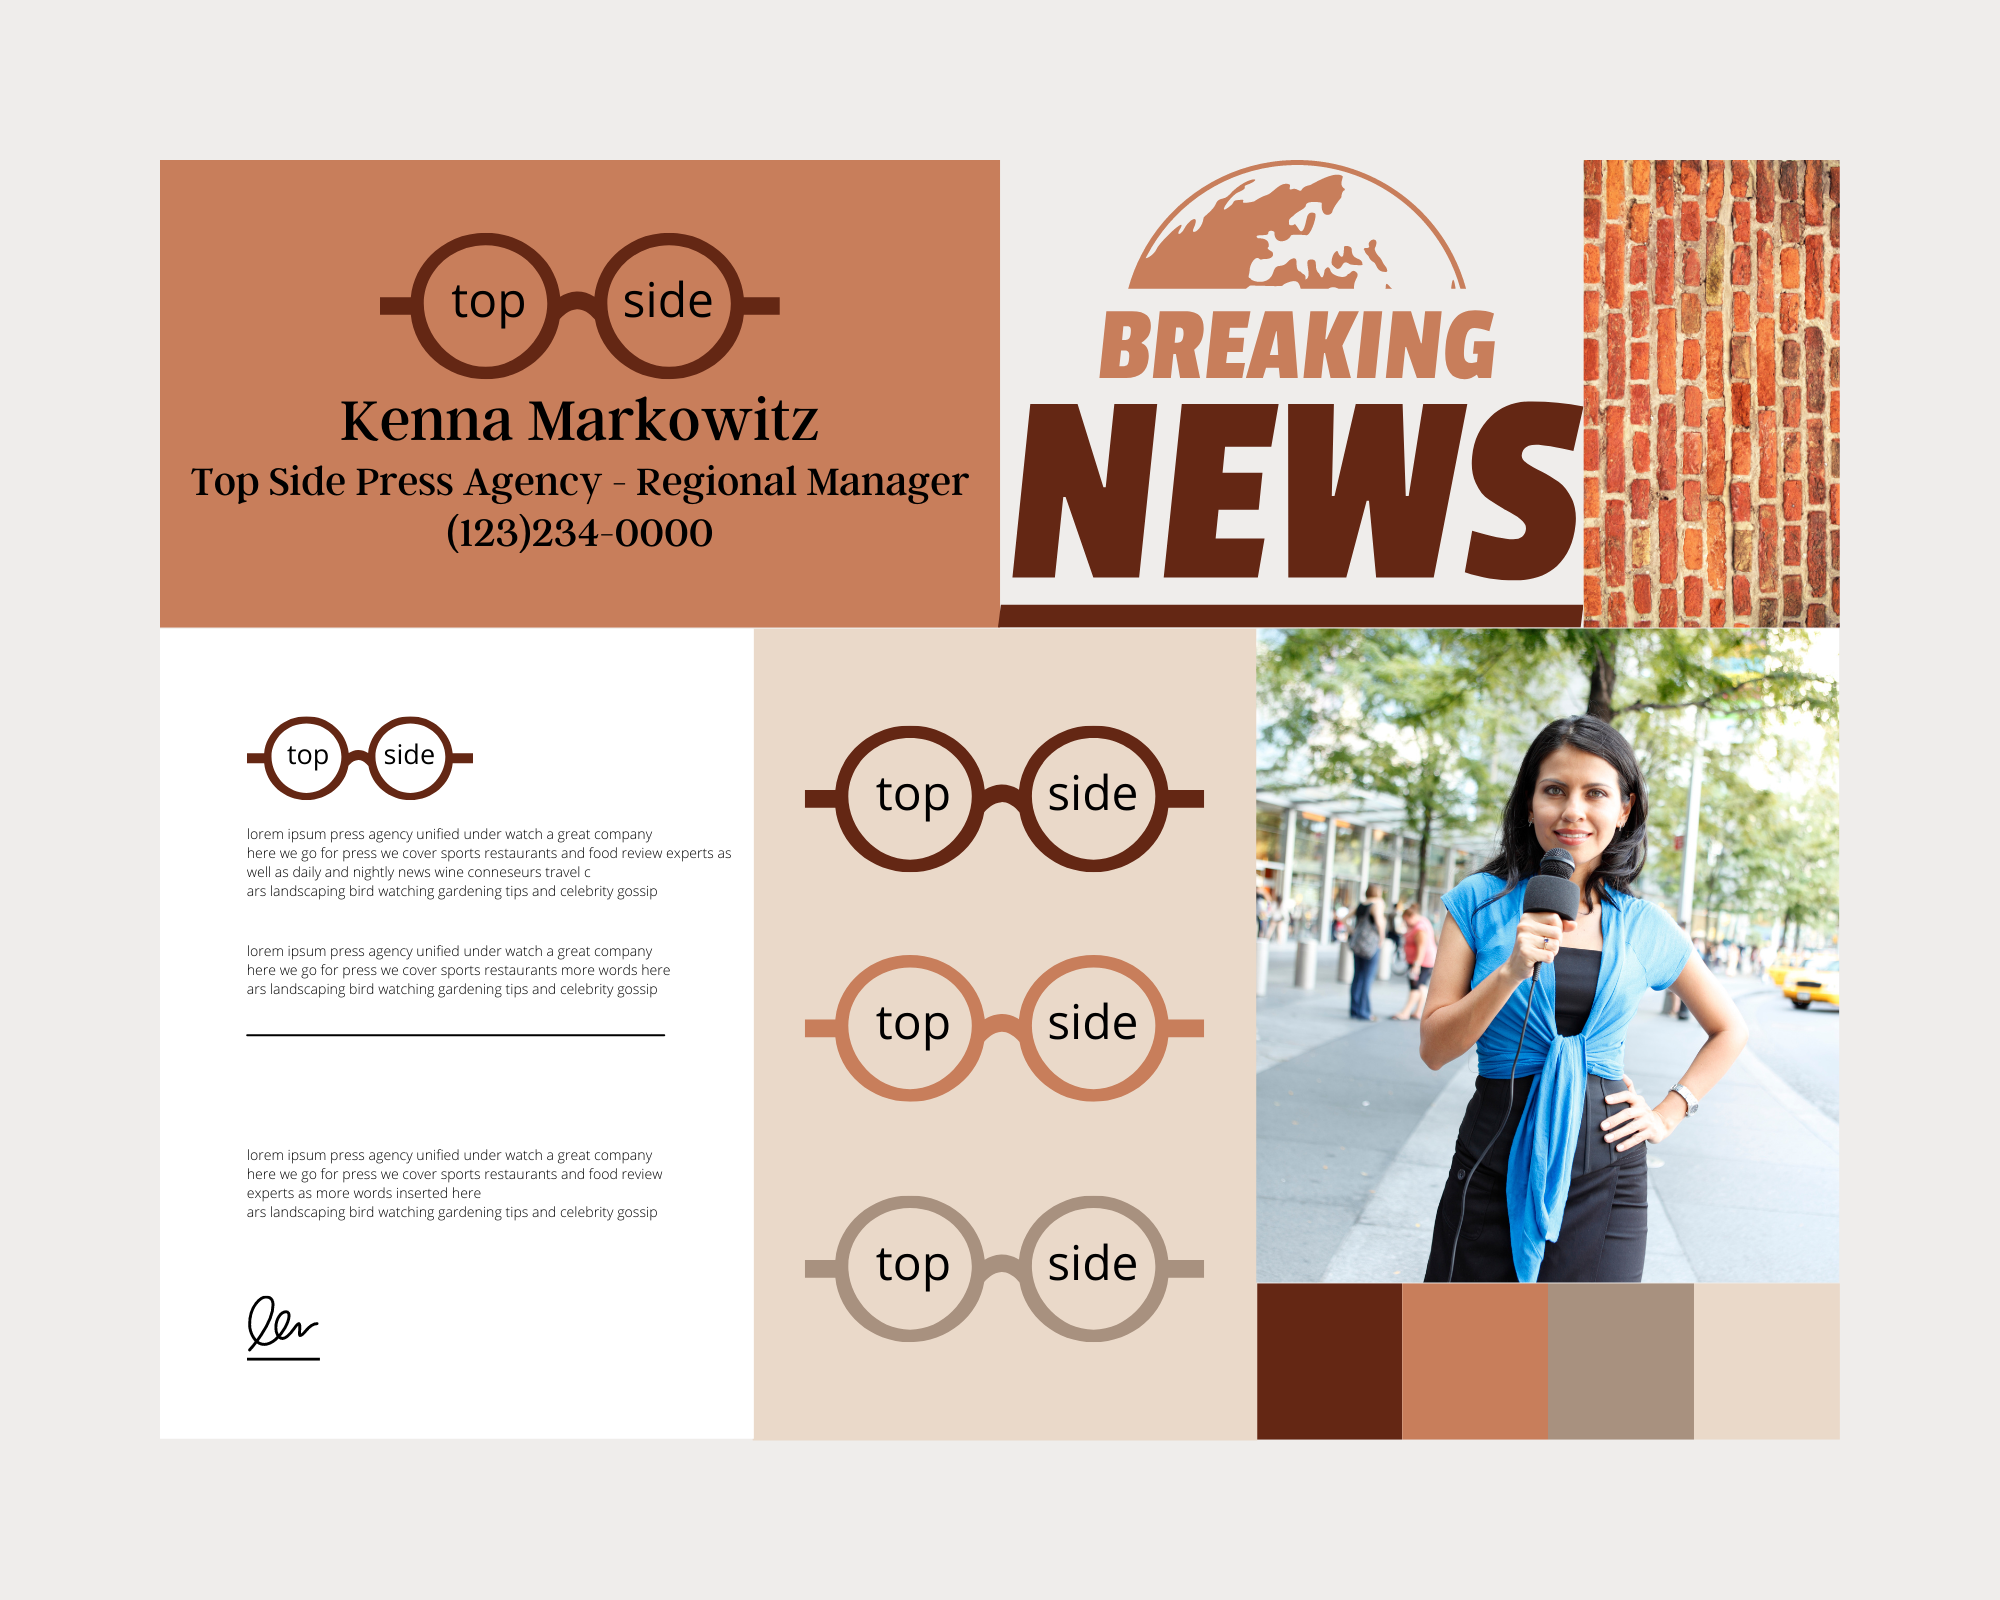 top side
Kenna Markowitz
Top Side Press Agency - Regional Manager
(123)234-0000
BREAKING
NEWS
top side
lorem ipsum press agency unified under watch a great company
here we go for press we cover sports restaurants and food review experts as
well as daily and nightly news wine conneseurs travel c
ars landscaping bird watching gardening tips and celebrity gossip
lorem ipsum press agency unified under watch a great company
here we go for press we cover sports restaurants more words here
ars landscaping bird watching gardening tips and celebrity gossip
lorem ipsum press agency unified under watch a great company
here we go for press we cover sports restaurants and food review
experts as more words inserted here
ars landscaping bird watching gardening tips and celebrity gossip
top side
top side
top side